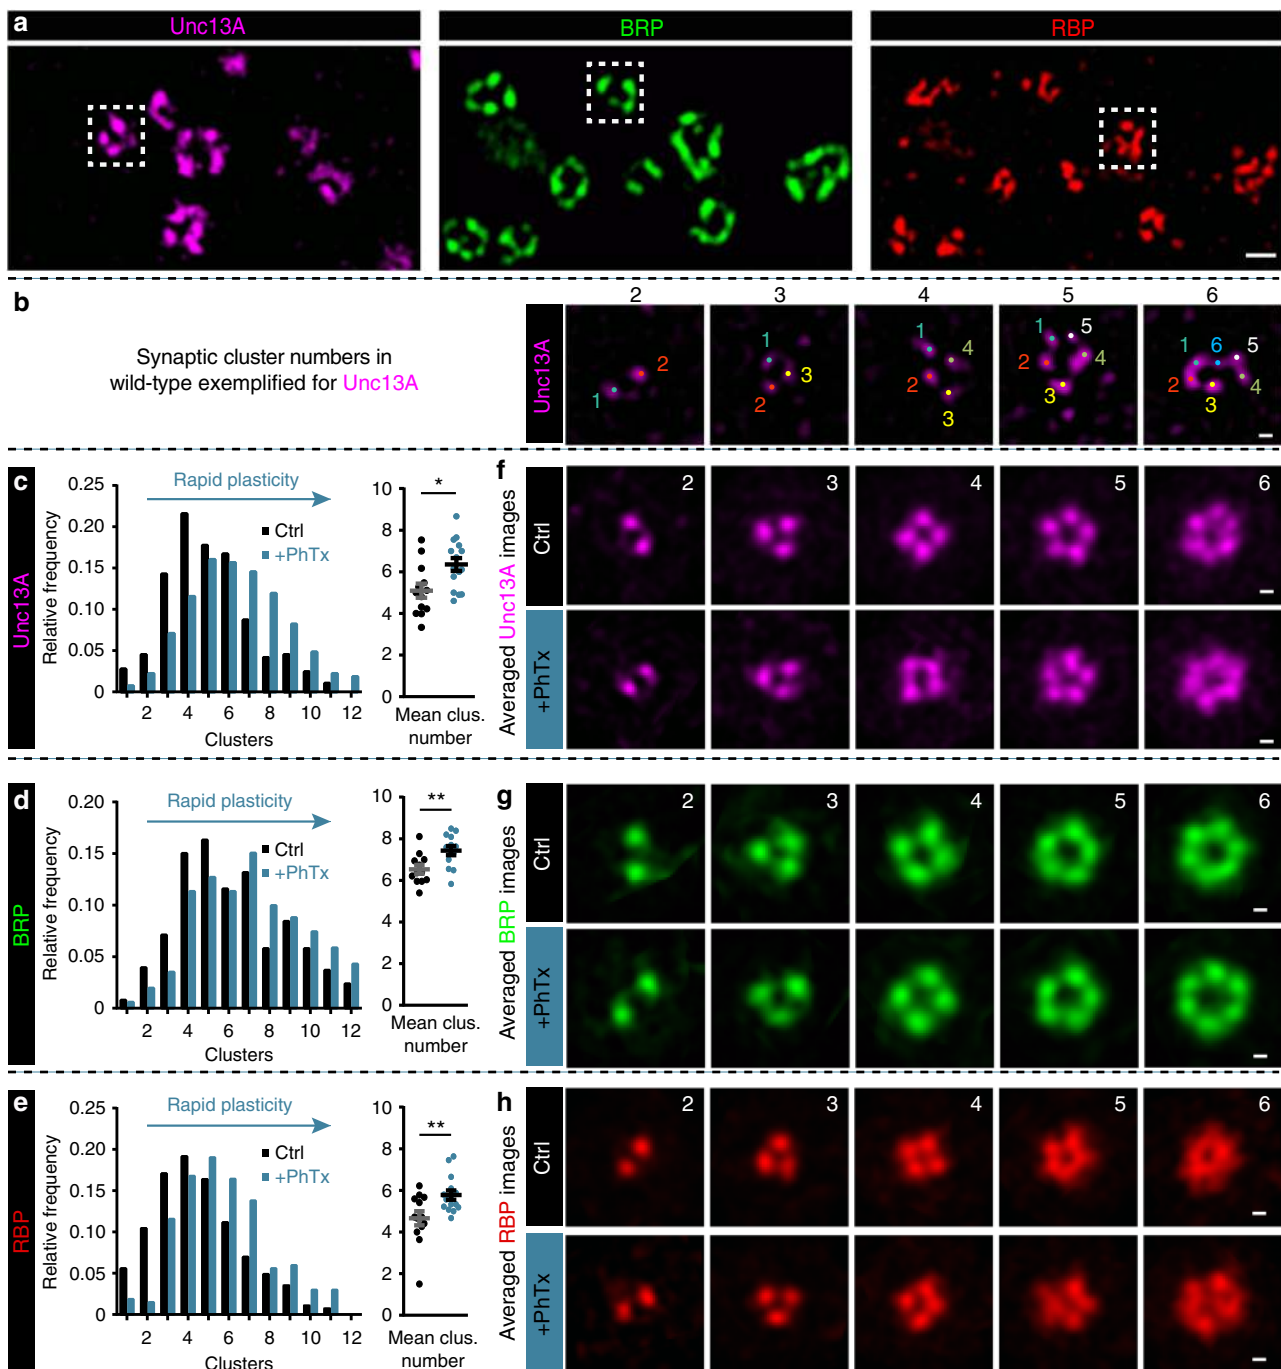 a
Unc13A
BRP
RBP
b
Synaptic cluster numbers in
wild-type exemplified for Unc13A
Unc13A
2
3
4
5
6
1
2
1
2
3
1
2
3
4
1
2
3
4
5
1
2
3
4
5
6
c
Unc13A
Relative frequency
0.25
0.20
0.15
0.10
0.05
0
Rapid plasticity
Ctrl
+PhTx
2 4 6 8 10 12
Clusters
10
8
6
4
2
0
*
Mean clus.
number
f
Averaged Unc13A images
Ctrl
2
3
4
5
6
+PhTx
d
BRP
Relative frequency
0.20
0.15
0.10
0.05
0
Rapid plasticity
Ctrl
+PhTx
2 4 6 8 10 12
Clusters
10
8
6
4
2
0
**
Mean clus.
number
g
Averaged BRP images
Ctrl
2
3
4
5
6
+PhTx
e
RBP
Relative frequency
0.25
0.20
0.15
0.10
0.05
0
Rapid plasticity
Ctrl
+PhTx
2 4 6 8 10 12
Clusters
10
8
6
4
2
0
**
Mean clus.
number
h
Averaged RBP images
Ctrl
2
3
4
5
6
+PhTx